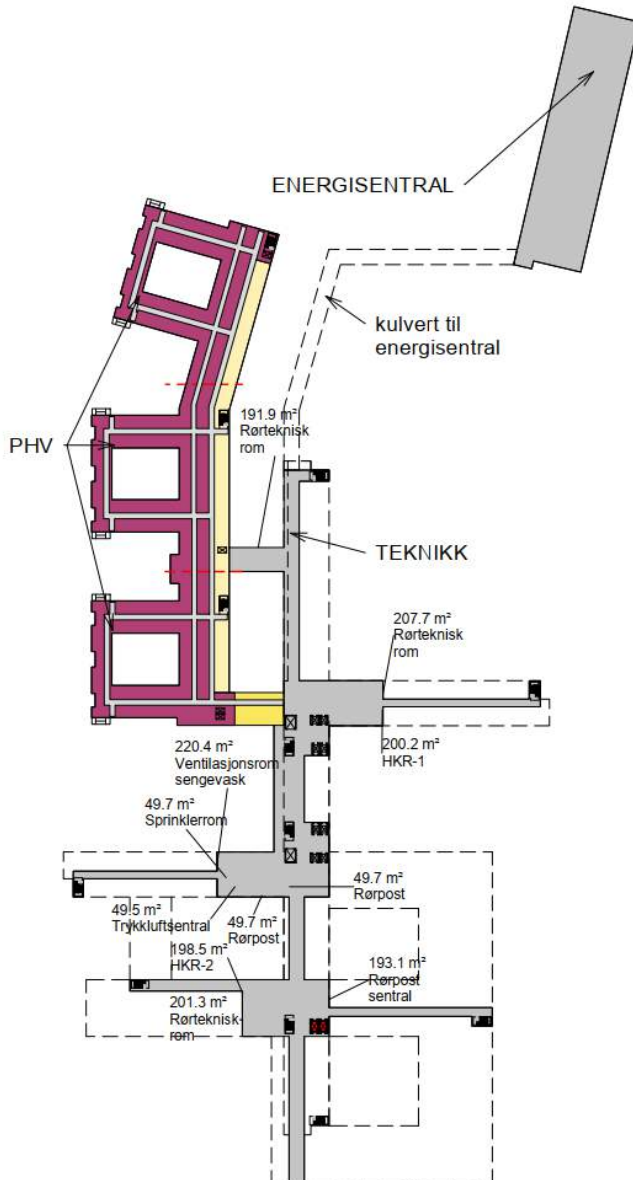 ENERGISENTRAL
kulvert til
energisentral
191.9 m²
Rørteknisk
rom
PHV
TEKNIKK
207.7 m²
Rørteknisk
rom
200.2 m²
HKR-1
220.4 m²
Ventilasjonsrom
sengevask
49.7 m²
Sprinklerrom
49.7 m²
Rørpost
49.5 m²
Trykkluftsentral
49.7 m²
Rørpost
198.5 m²
HKR-2
193.1 m²
Rørpost
sentral
201.3 m²
Rørteknisk-
rom